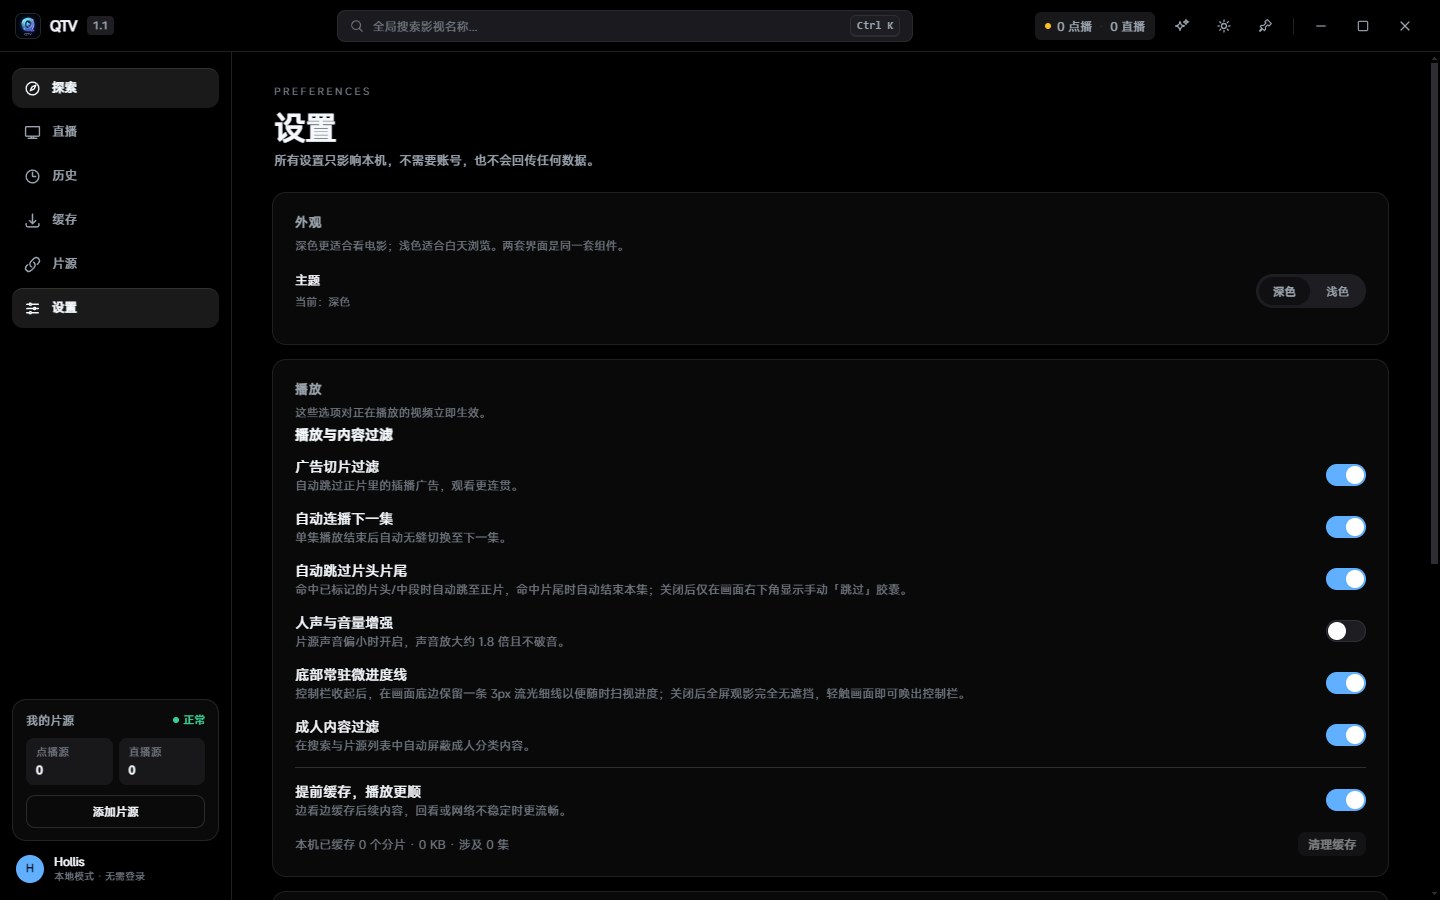 QTV 1.1
全局搜索影视名称...
Ctrl K
0 点播 · 0 直播
探索
直播
历史
缓存
片源
设置
我的片源
正常
点播源
0
直播源
0
添加片源
H
Hollis
本地模式 · 无需登录
PREFERENCES
设置
所有设置只影响本机，不需要账号，也不会回传任何数据。
外观
深色更适合看电影；浅色适合白天浏览。两套界面是同一套组件。
主题
当前：深色
深色
浅色
播放
这些选项对正在播放的视频立即生效。
播放与内容过滤
广告切片过滤
自动跳过正片里的插播广告，观看更连贯。
自动连播下一集
单集播放结束后自动无缝切换至下一集。
自动跳过片头片尾
命中已标记的片头/中段时自动跳至正片，命中片尾时自动结束本集；关闭后仅在画面右下角显示手动「跳过」胶囊。
人声与音量增强
片源声音偏小时开启，声音放大约 1.8 倍且不破音。
底部常驻微进度线
控制栏收起后，在画面底边保留一条 3px 流光细线以便随时扫视进度；关闭后全屏观影完全无遮挡，轻触画面即可唤出控制栏。
成人内容过滤
在搜索与片源列表中自动屏蔽成人分类内容。
提前缓存，播放更顺
边看边缓存后续内容，回看或网络不稳定时更流畅。
本机已缓存 0 个分片 · 0 KB · 涉及 0 集
清理缓存